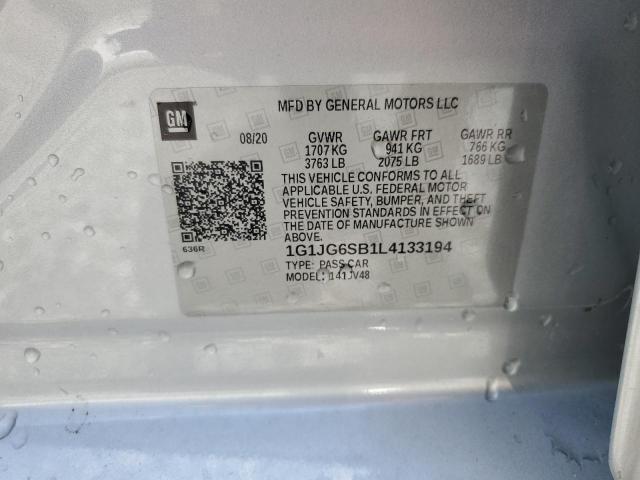 GM
MFD BY GENERAL MOTORS LLC
08/20 GVWR GAWR FRT GAWR RR
1707 KG 941 KG 766 KG
3763 LB 2075 LB 1689 LB
THIS VEHICLE CONFORMS TO ALL
APPLICABLE U.S. FEDERAL MOTOR
VEHICLE SAFETY, BUMPER, AND THEFT
PREVENTION STANDARDS IN EFFECT ON
THE DATE OF MANUFACTURE SHOWN
ABOVE.
636R
1G1JG6SB1L4133194
TYPE: PASS CAR
MODEL: 141JV48